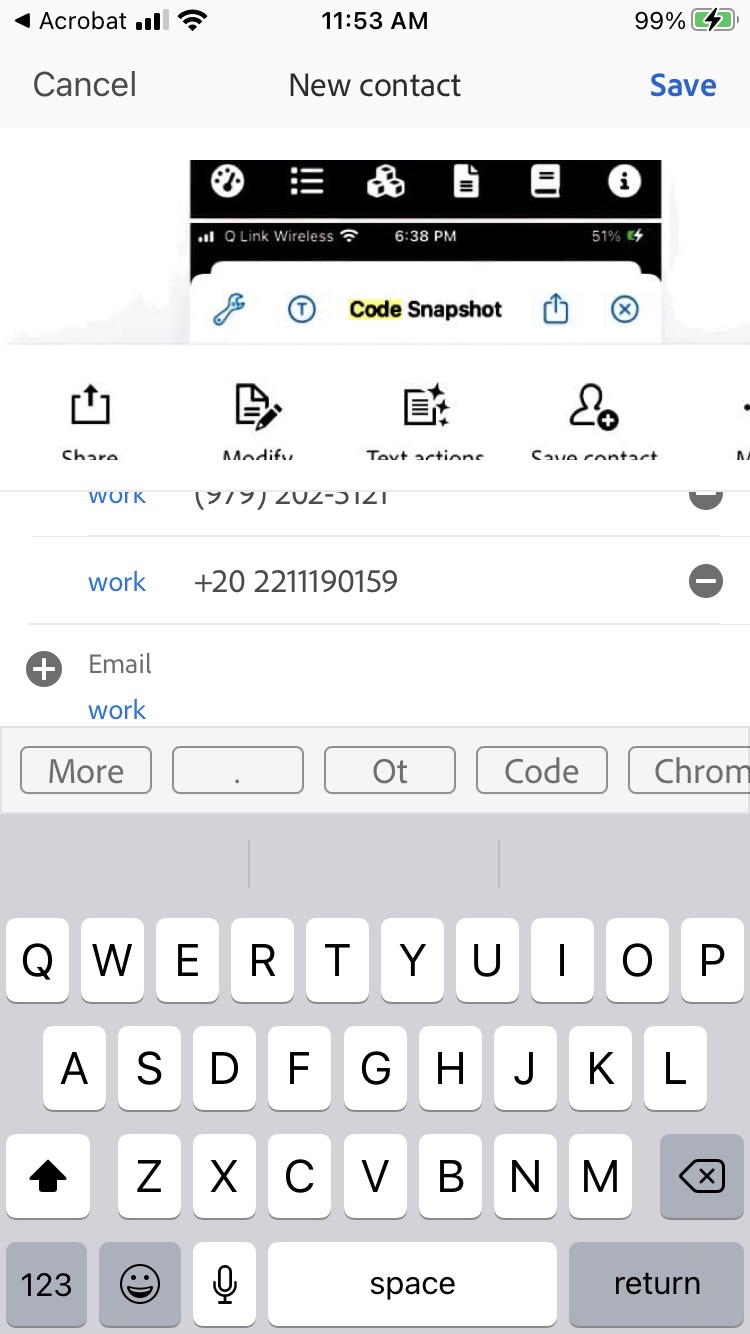 Acrobat 11:53 AM 99%
Cancel New contact Save
Q Link Wireless 6:38 PM 51%
T Code Snapshot
Share Modify Text actions Save contact
work (979) 202-3121
work +20 2211190159
Email
work
More . Ot Code Chrom
Q W E R T Y U I O P
A S D F G H J K L
Z X C V B N M
123 space return